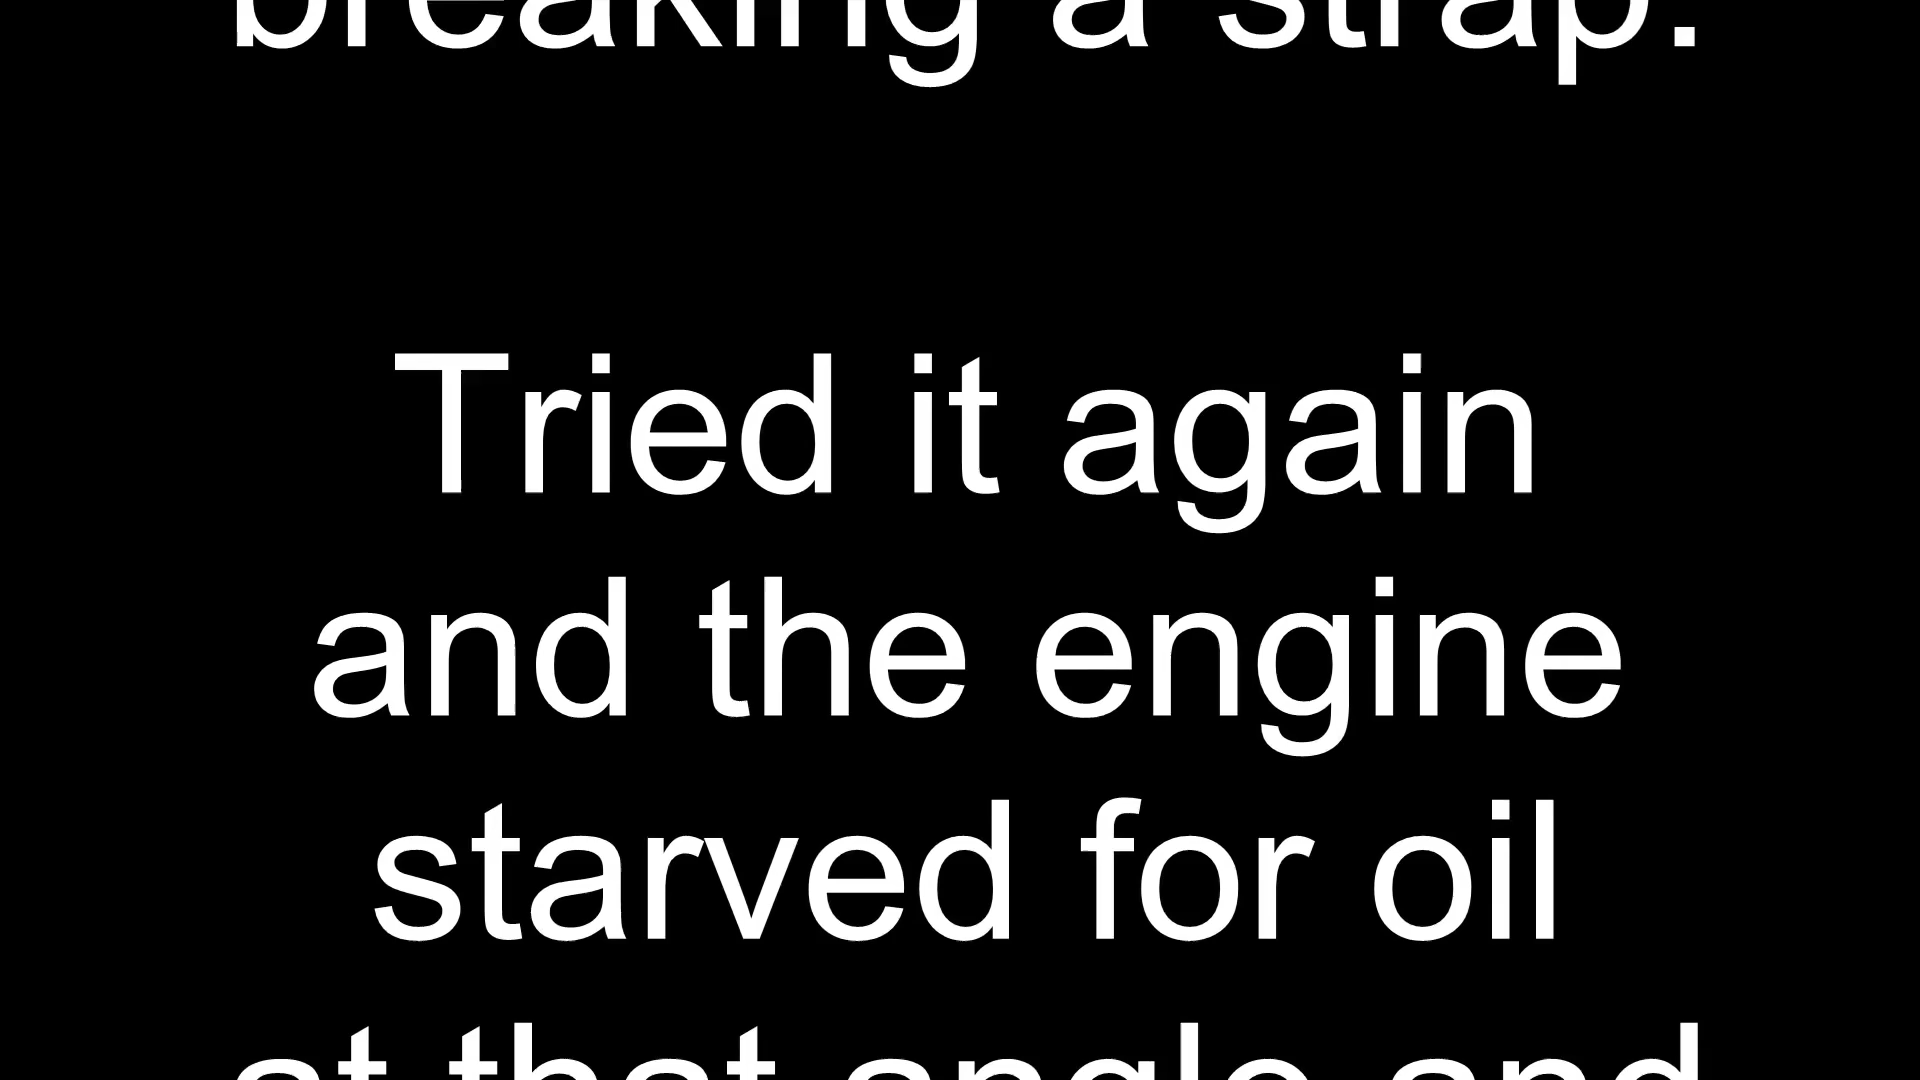 breaking a strap.
Tried it again
and the engine
starved for oil
at that angle and